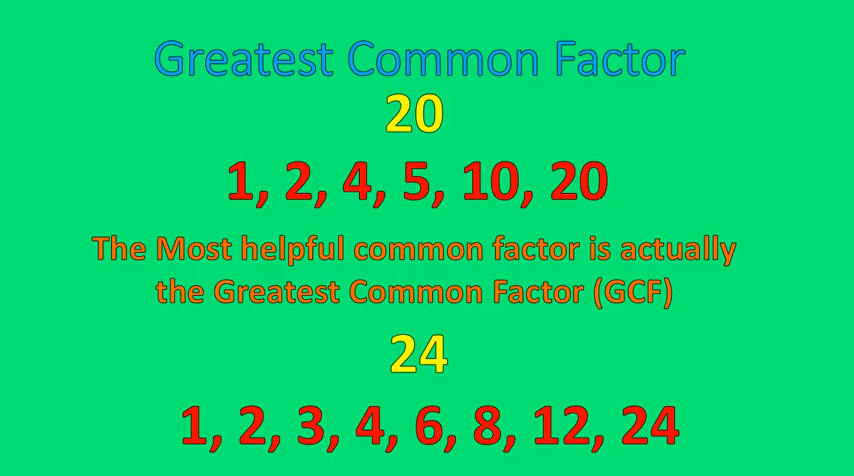 Greatest Common Factor
20
1, 2, 4, 5, 10, 20
The Most helpful common factor is actually
the Greatest Common Factor (GCF)
24
1, 2, 3, 4, 6, 8, 12, 24